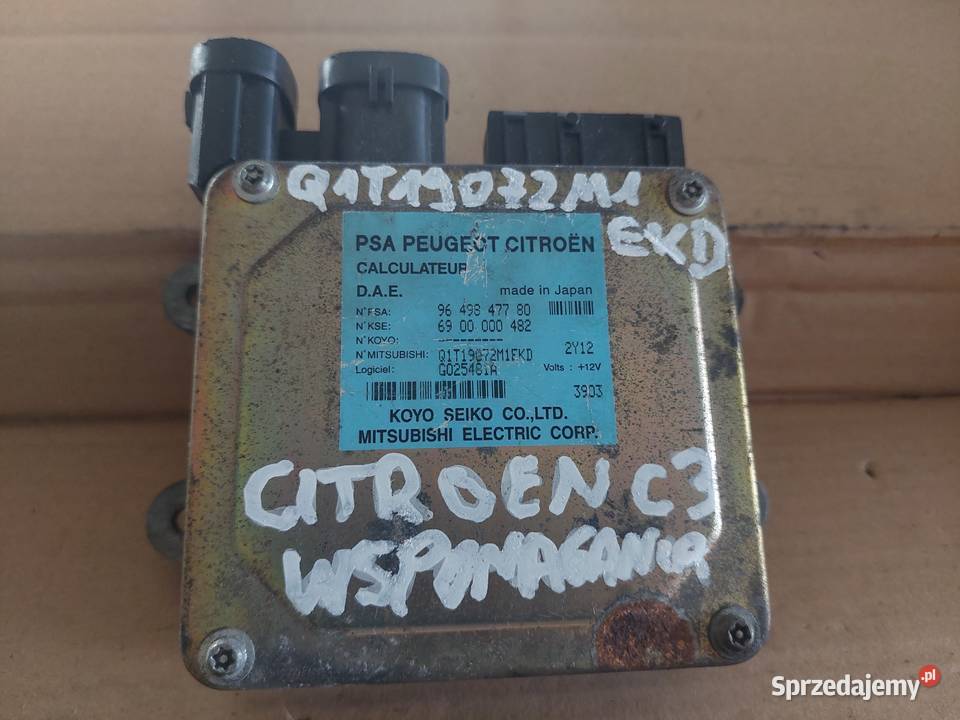 Q1T19072M1
EKD
PSA PEUGEOT CITROËN
CALCULATEUR
D.A.E. made in Japan
N°PSA: 96 498 477 80
N°KSE: 69 00 000 482
N°KOYO: ----------
N°MITSUBISHI: Q1T19072M1EKD 2Y12
Logiciel: G025481A Volts : +12V
3903
KOYO SEIKO CO.,LTD.
MITSUBISHI ELECTRIC CORP.
CITROEN C3
WSPOMAGANIA
Sprzedajemy.pl